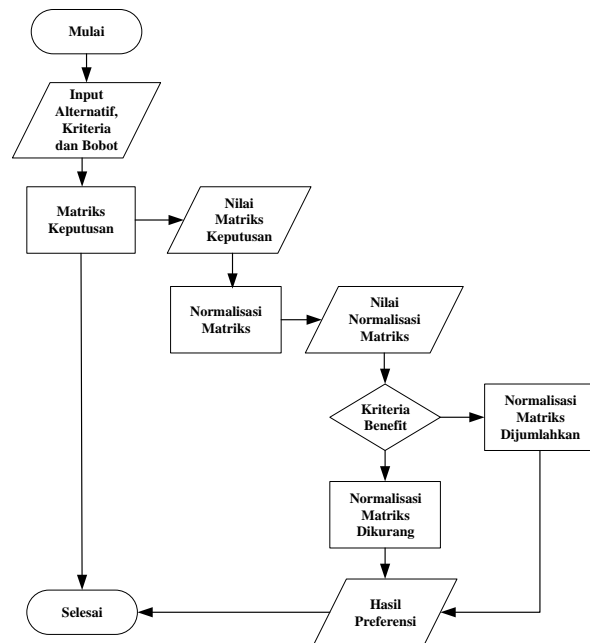 Mulai
Input
Alternatif,
Kriteria
dan Bobot
Matriks
Keputusan
Nilai
Matriks
Keputusan
Normalisasi
Matriks
Nilai
Normalisasi
Matriks
Kriteria
Benefit
Normalisasi
Matriks
Dijumlahkan
Normalisasi
Matriks
Dikurang
Selesai
Hasil
Preferensi